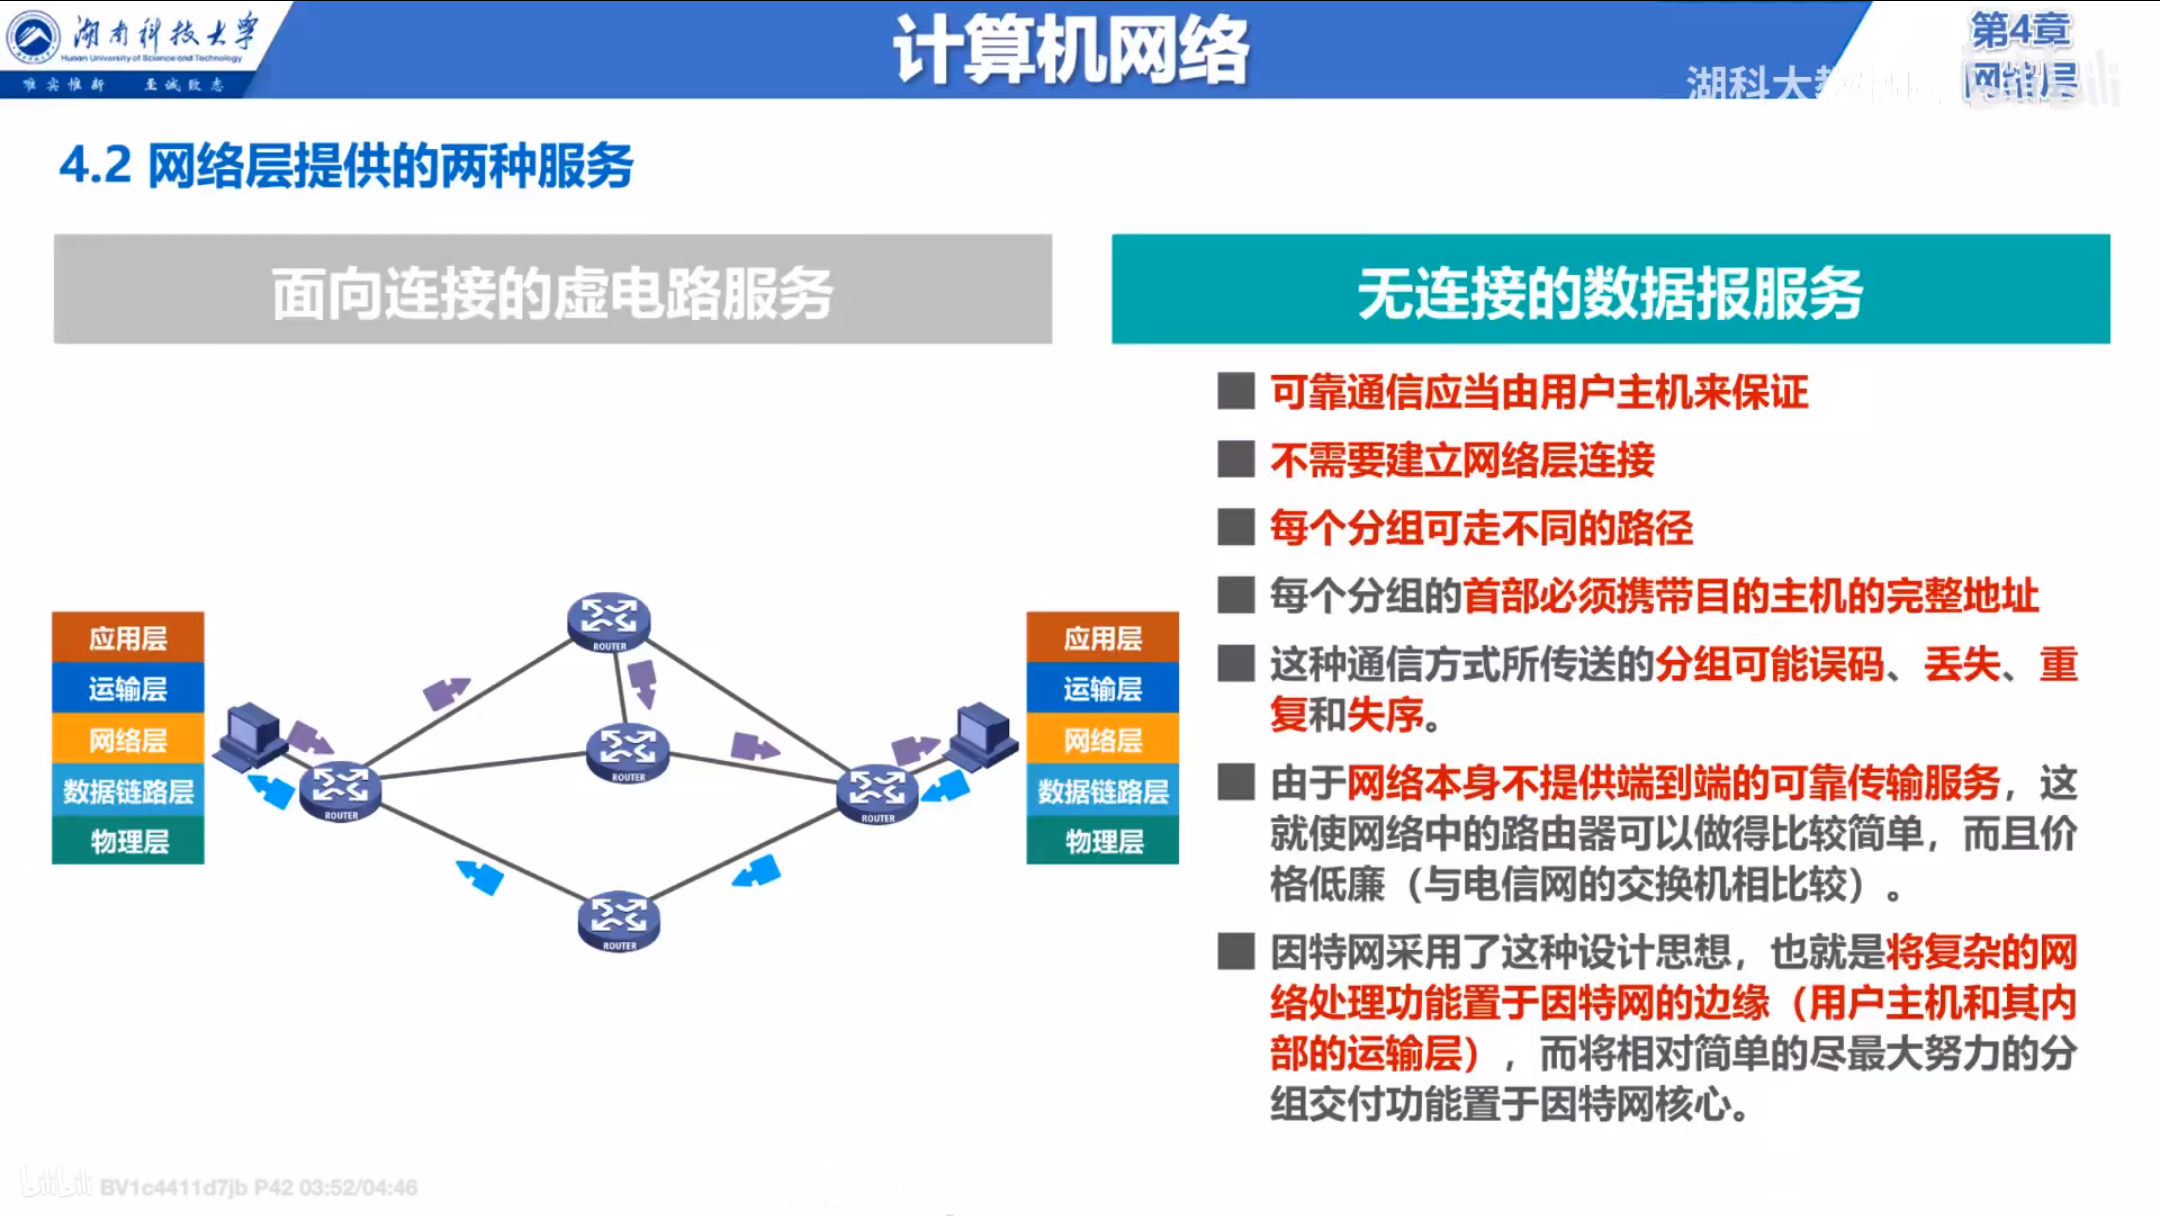 湖南科技大学
Hunan University of Science and Technology
唯实惟新 至诚致志
计算机网络
第4章
网络层
湖科大教
bilibili
4.2 网络层提供的两种服务
面向连接的虚电路服务
无连接的数据报服务
可靠通信应当由用户主机来保证
不需要建立网络层连接
每个分组可走不同的路径
每个分组的首部必须携带目的主机的完整地址
这种通信方式所传送的分组可能误码、丢失、重
复和失序。
由于网络本身不提供端到端的可靠传输服务，这
就使网络中的路由器可以做得比较简单，而且价
格低廉（与电信网的交换机相比较）。
因特网采用了这种设计思想，也就是将复杂的网
络处理功能置于因特网的边缘（用户主机和其内
部的运输层），而将相对简单的尽最大努力的分
组交付功能置于因特网核心。
应用层
运输层
网络层
数据链路层
物理层
ROUTER
ROUTER
ROUTER
ROUTER
ROUTER
应用层
运输层
网络层
数据链路层
物理层
bilibili BV1c4411d7jb P42 03:52/04:46